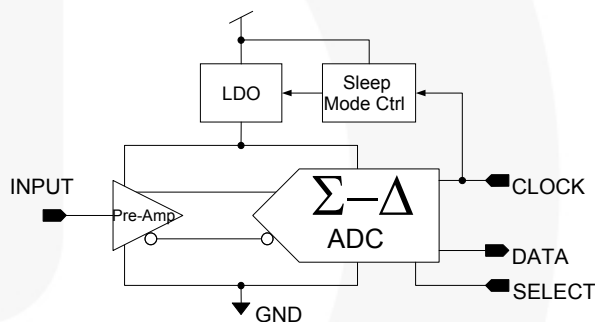 LDO
Sleep
Mode Ctrl
INPUT
Pre-Amp
Σ–Δ
ADC
CLOCK
DATA
SELECT
GND